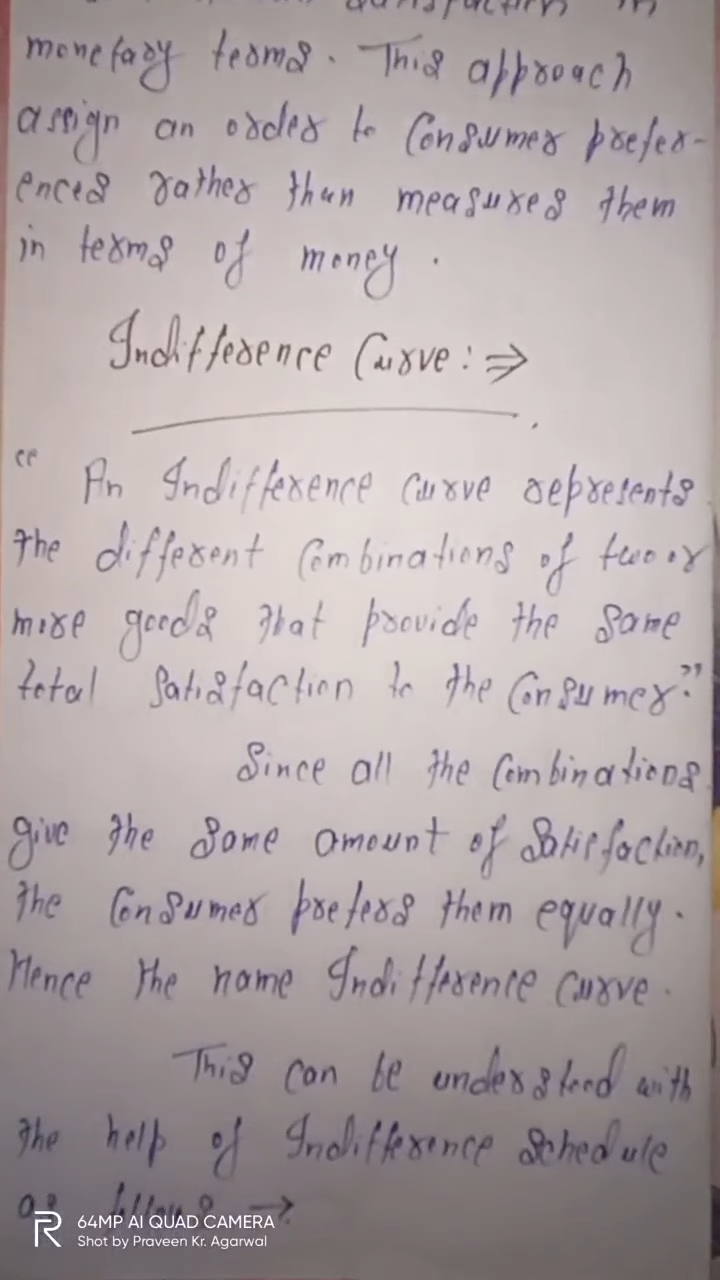 satisfaction in
monetary terms. This approach
assign an order to Consumer prefer-
ences rather than measures them
in terms of money.
Indifference Curve : ⇒
“ An Indifference curve represents
the different Combinations of two or
more goods that provide the same
total satisfaction to the Consumer.”
Since all the Combinations
give the same amount of Satisfaction,
the Consumer prefers them equally.
Hence the name Indifference curve.
This can be understood with
the help of Indifference Schedule
as follows →
64MP AI QUAD CAMERA
Shot by Praveen Kr. Agarwal